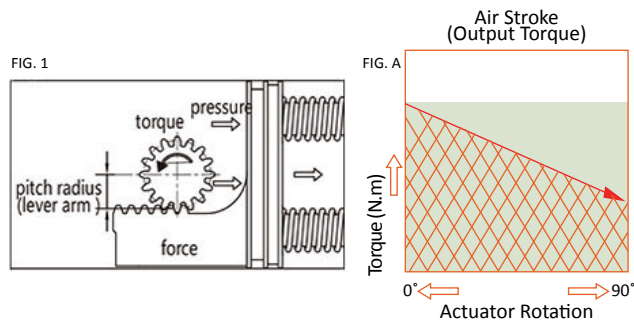 FIG. 1
pressure
torque
pitch radius
(lever arm)
force
Air Stroke
(Output Torque)
FIG. A
Torque (N.m)
0°
90°
Actuator Rotation